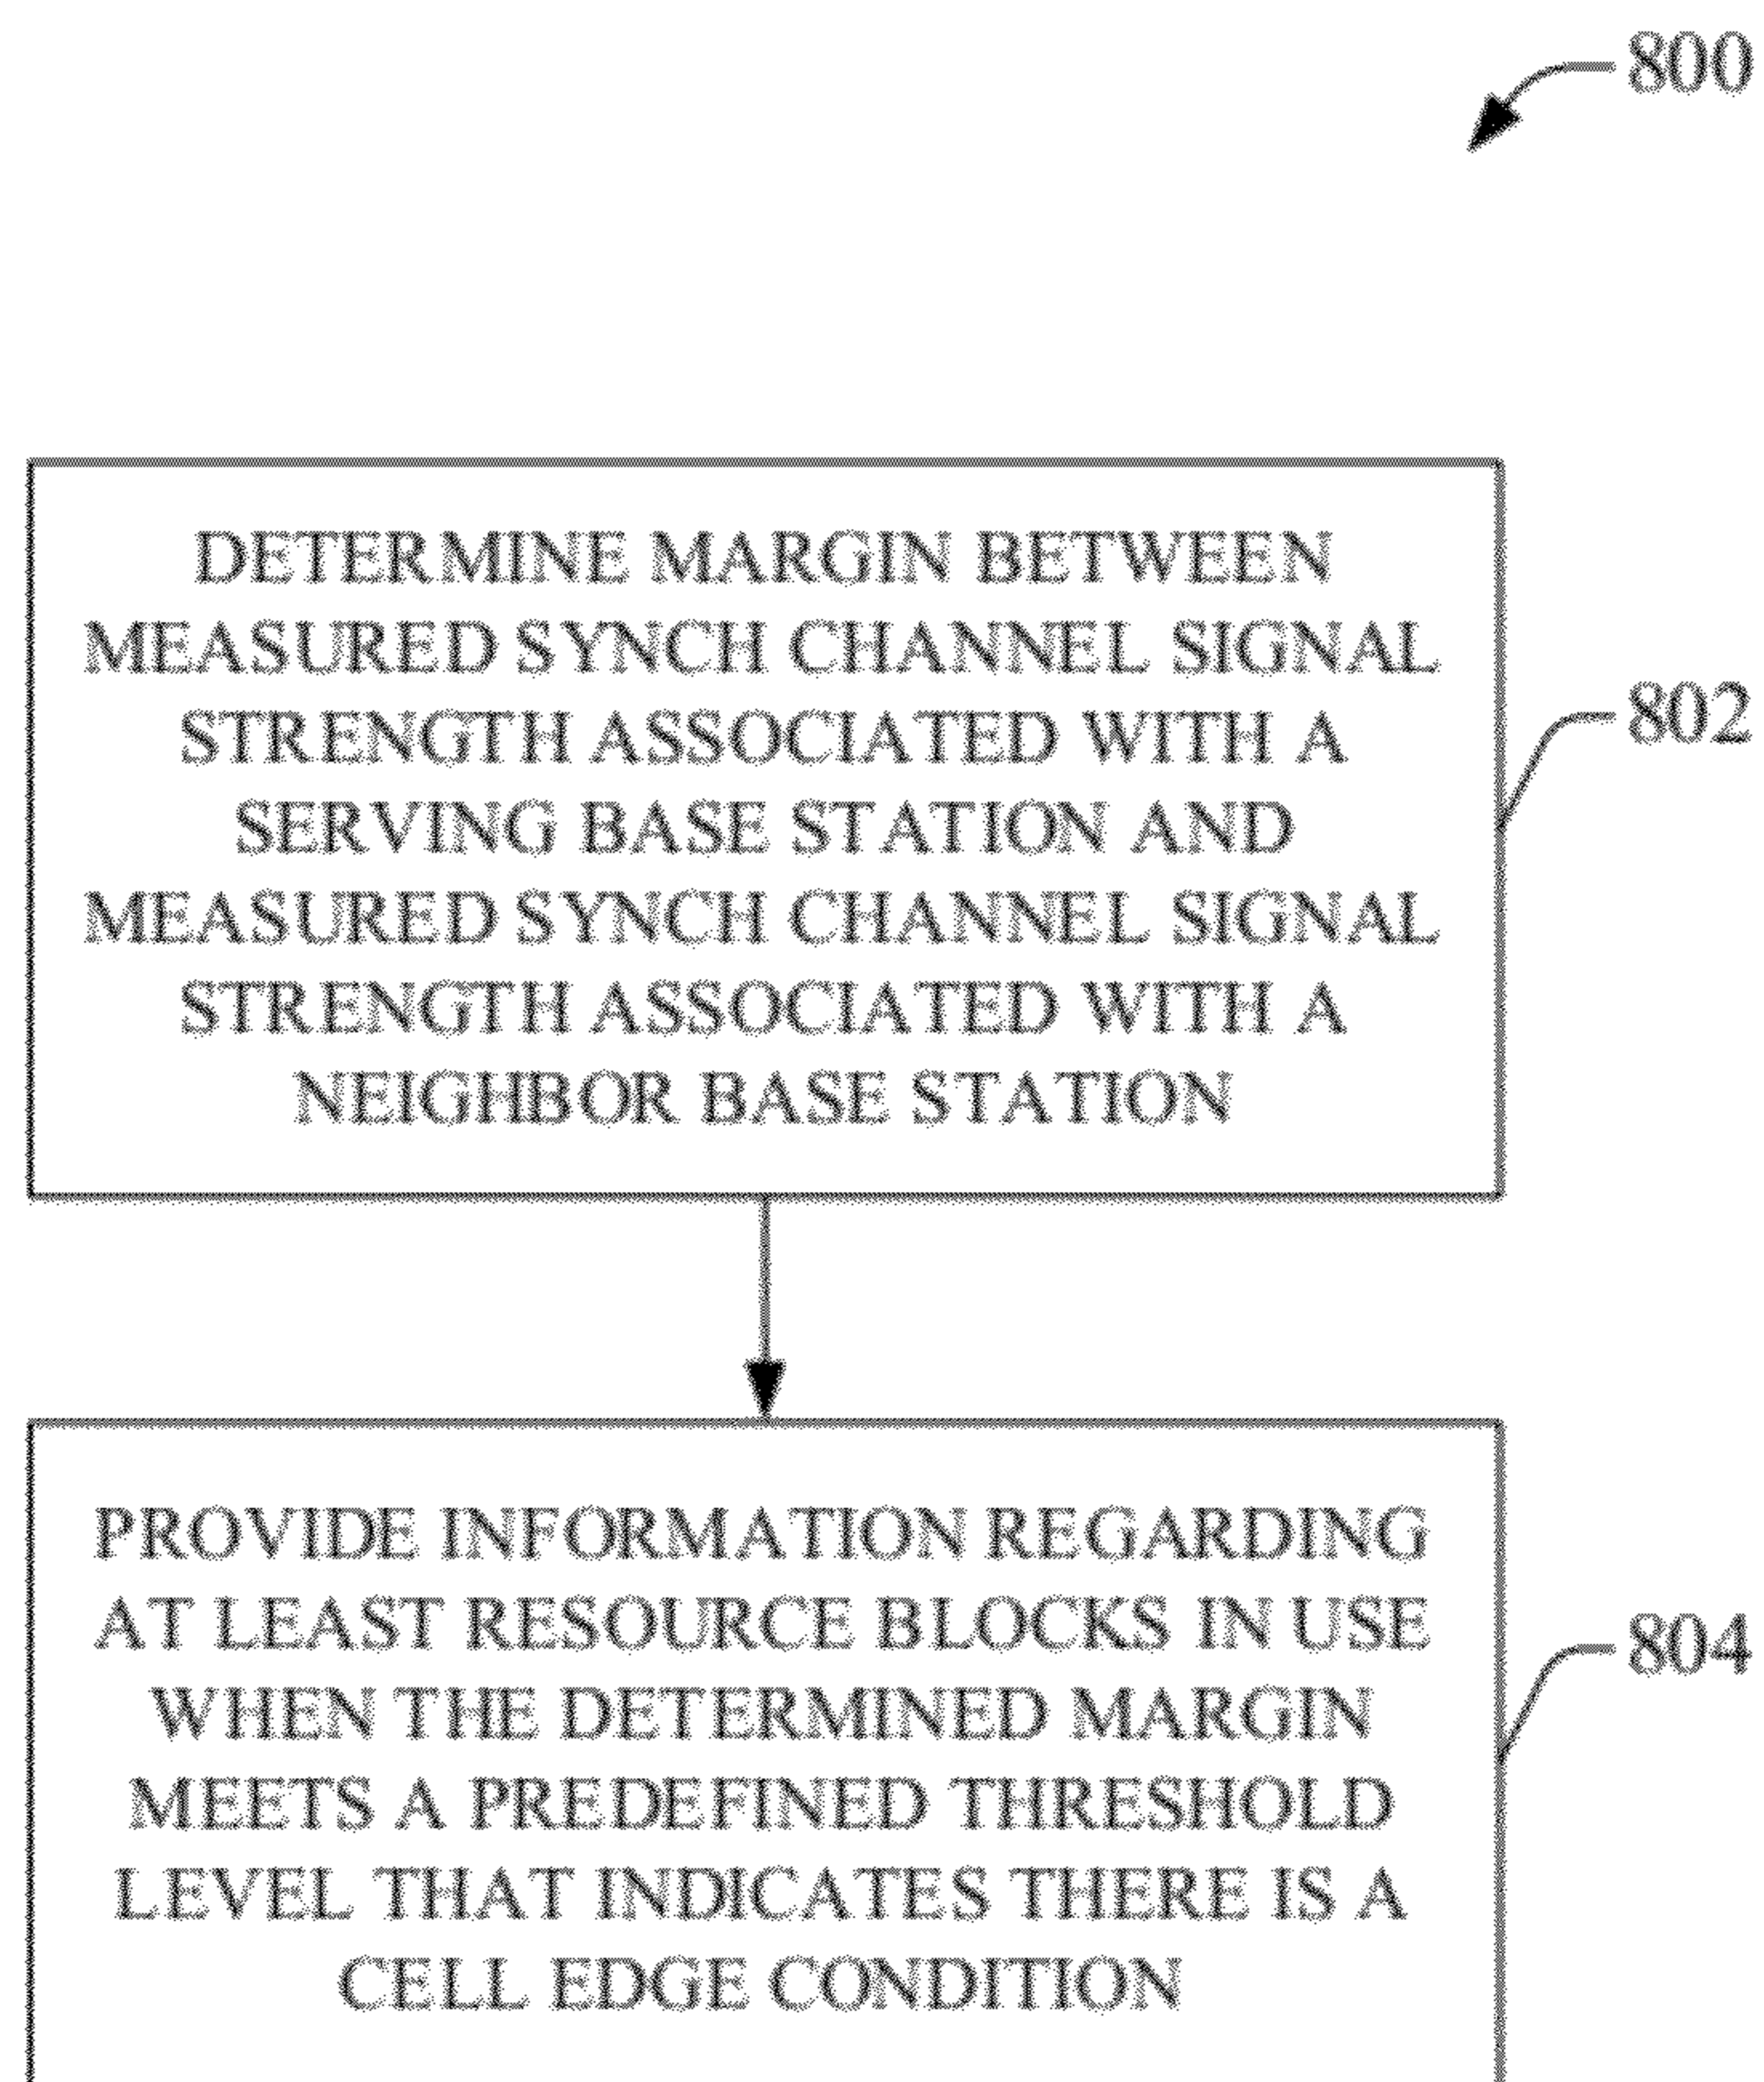 800
DETERMINE MARGIN BETWEEN
MEASURED SYNCH CHANNEL SIGNAL
STRENGTH ASSOCIATED WITH A
SERVING BASE STATION AND
MEASURED SYNCH CHANNEL SIGNAL
STRENGTH ASSOCIATED WITH A
NEIGHBOR BASE STATION
802
PROVIDE INFORMATION REGARDING
AT LEAST RESOURCE BLOCKS IN USE
WHEN THE DETERMINED MARGIN
MEETS A PREDEFINED THRESHOLD
LEVEL THAT INDICATES THERE IS A
CELL EDGE CONDITION
804